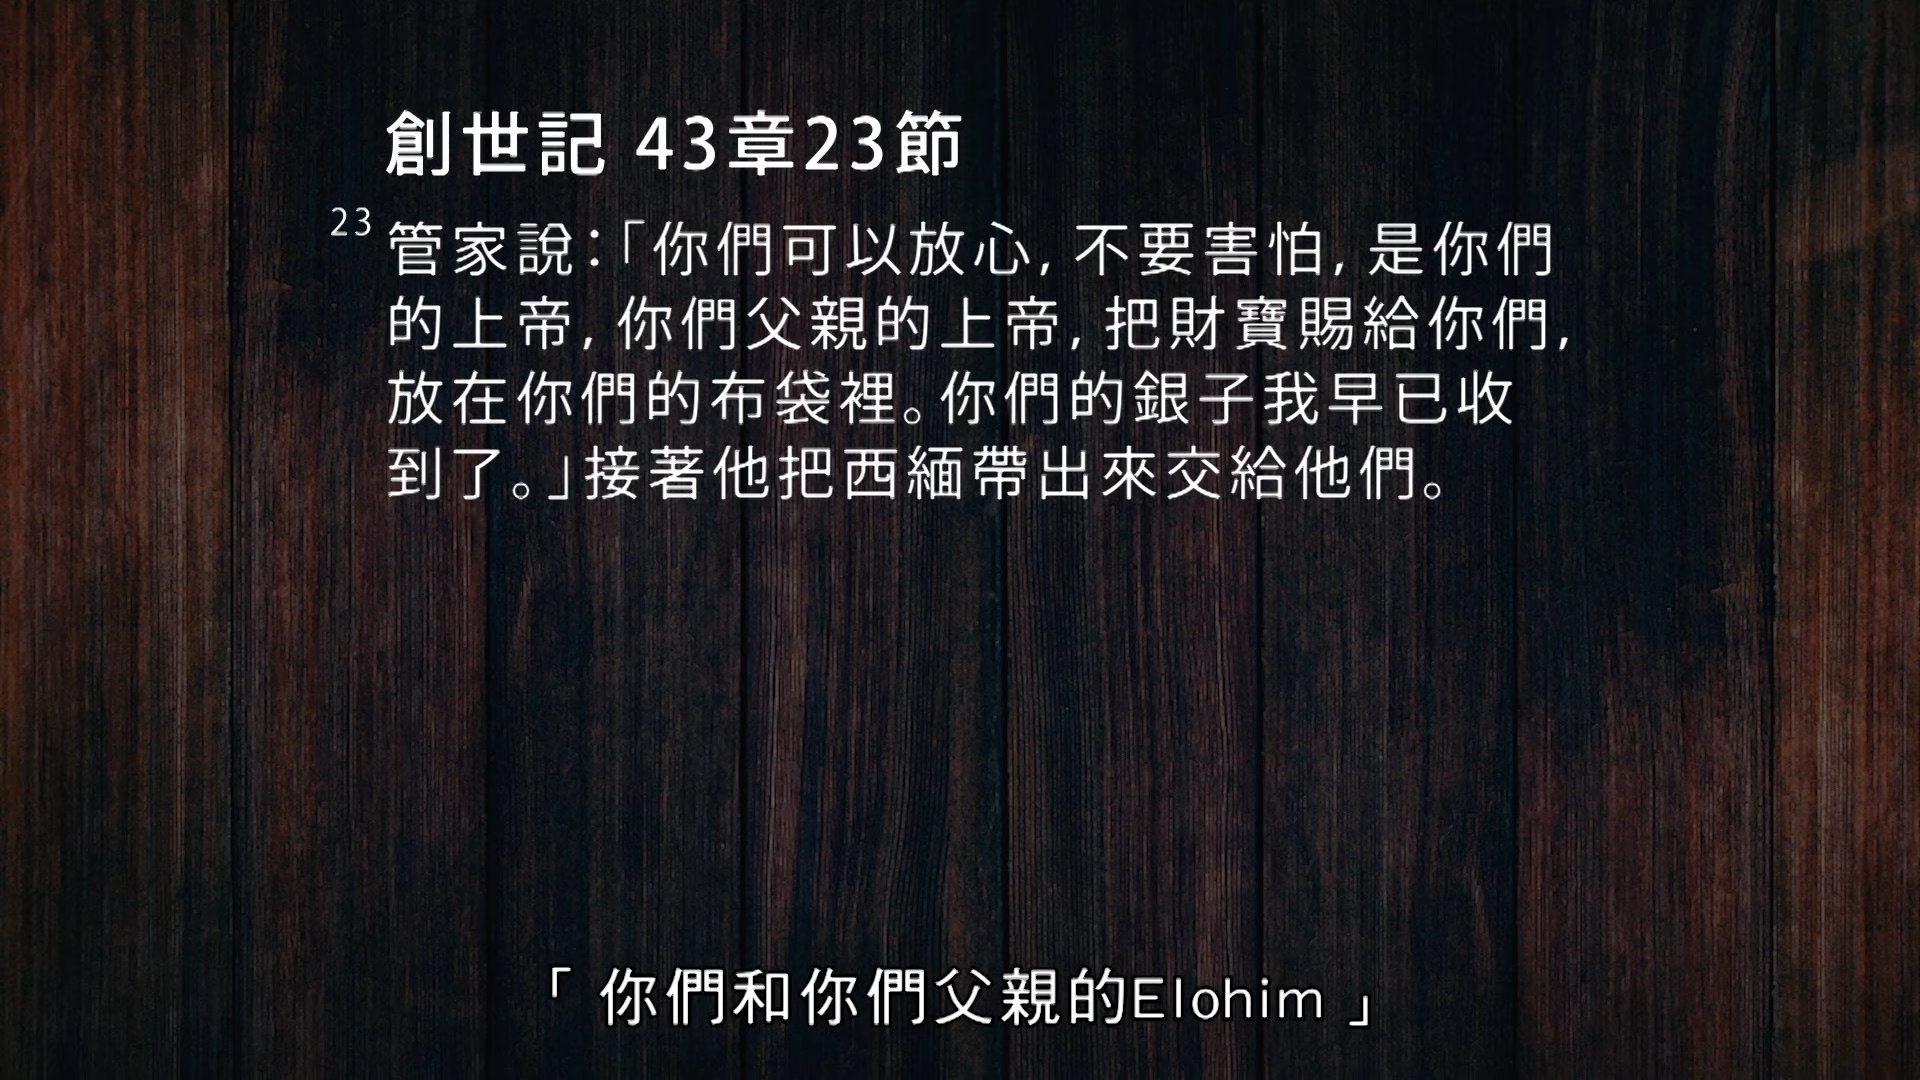 創世記 43章23節
23 管家說：「你們可以放心, 不要害怕, 是你們
的上帝, 你們父親的上帝, 把財寶賜給你們,
放在你們的布袋裡。你們的銀子我早已收
到了。」接著他把西緬帶出來交給他們。
「 你們和你們父親的Elohim 」